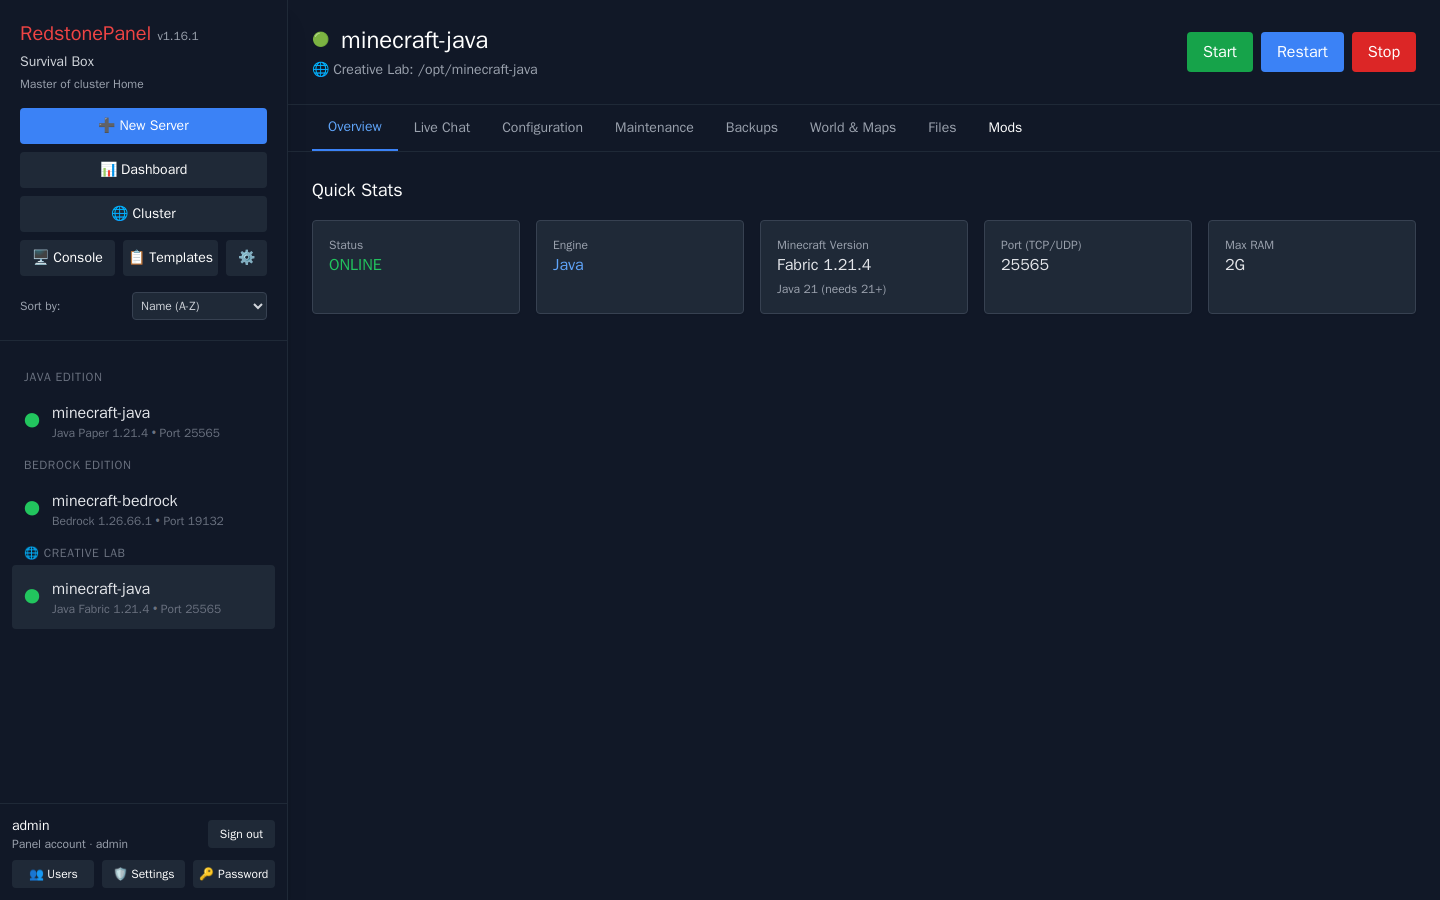 RedstonePanel v1.16.1
Survival Box
Master of cluster Home
➕ New Server
📊 Dashboard
🌐 Cluster
🖥️ Console
📋 Templates
⚙️
Sort by:
Name (A-Z)
JAVA EDITION
minecraft-java
Java Paper 1.21.4 • Port 25565
BEDROCK EDITION
minecraft-bedrock
Bedrock 1.26.66.1 • Port 19132
🌐 CREATIVE LAB
minecraft-java
Java Fabric 1.21.4 • Port 25565
admin
Panel account · admin
Sign out
👥 Users
🛡️ Settings
🔑 Password
🟢 minecraft-java
🌐 Creative Lab: /opt/minecraft-java
Start
Restart
Stop
Overview
Live Chat
Configuration
Maintenance
Backups
World & Maps
Files
Mods
Quick Stats
Status
ONLINE
Engine
Java
Minecraft Version
Fabric 1.21.4
Java 21 (needs 21+)
Port (TCP/UDP)
25565
Max RAM
2G